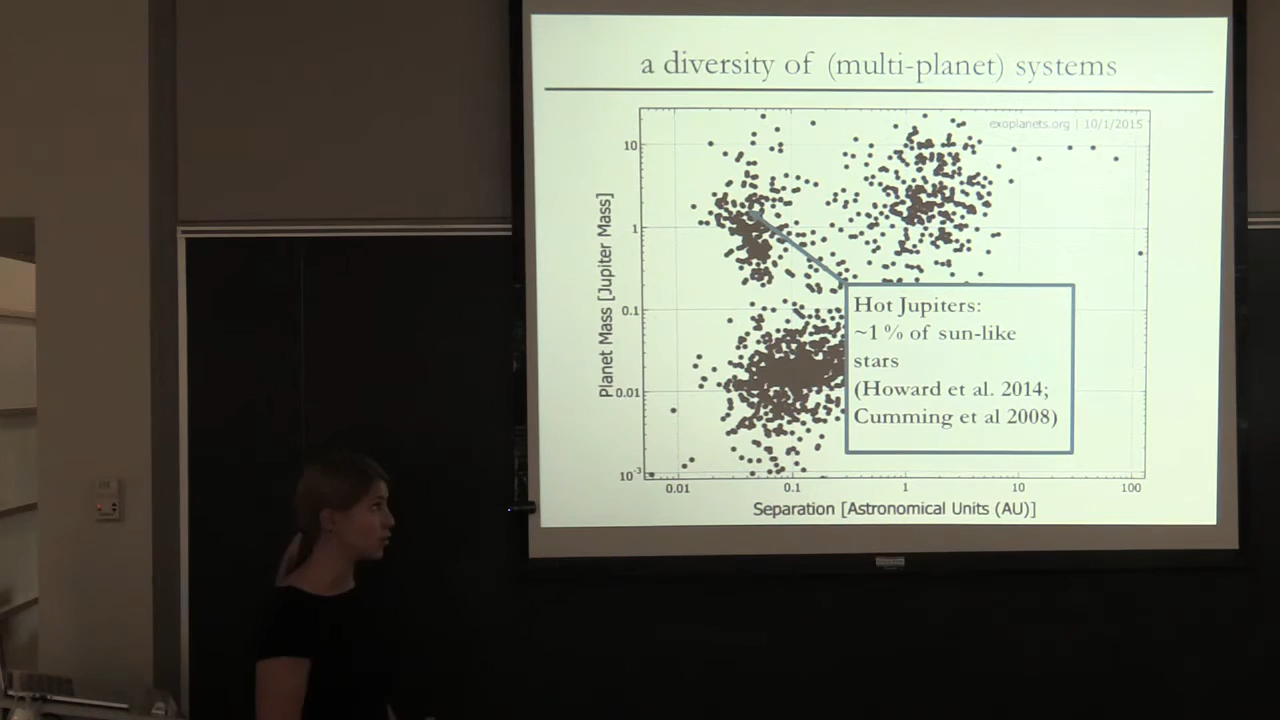 a diversity of (multi-planet) systems
exoplanets.org | 10/1/2015
10
1
0.1
0.01
10⁻³
Planet Mass [Jupiter Mass]
Hot Jupiters:
~1% of sun-like
stars
(Howard et al. 2014;
Cumming et al 2008)
0.01 0.1 1 10 100
Separation [Astronomical Units (AU)]